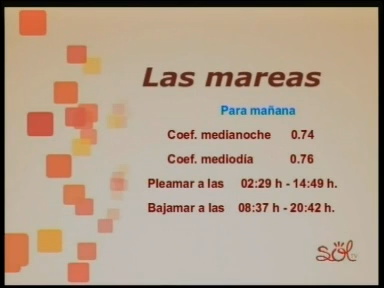 Las mareas
Para mañana
Coef. medianoche 0.74
Coef. mediodía 0.76
Pleamar a las 02:29 h - 14:49 h.
Bajamar a las 08:37 h - 20:42 h.
sol